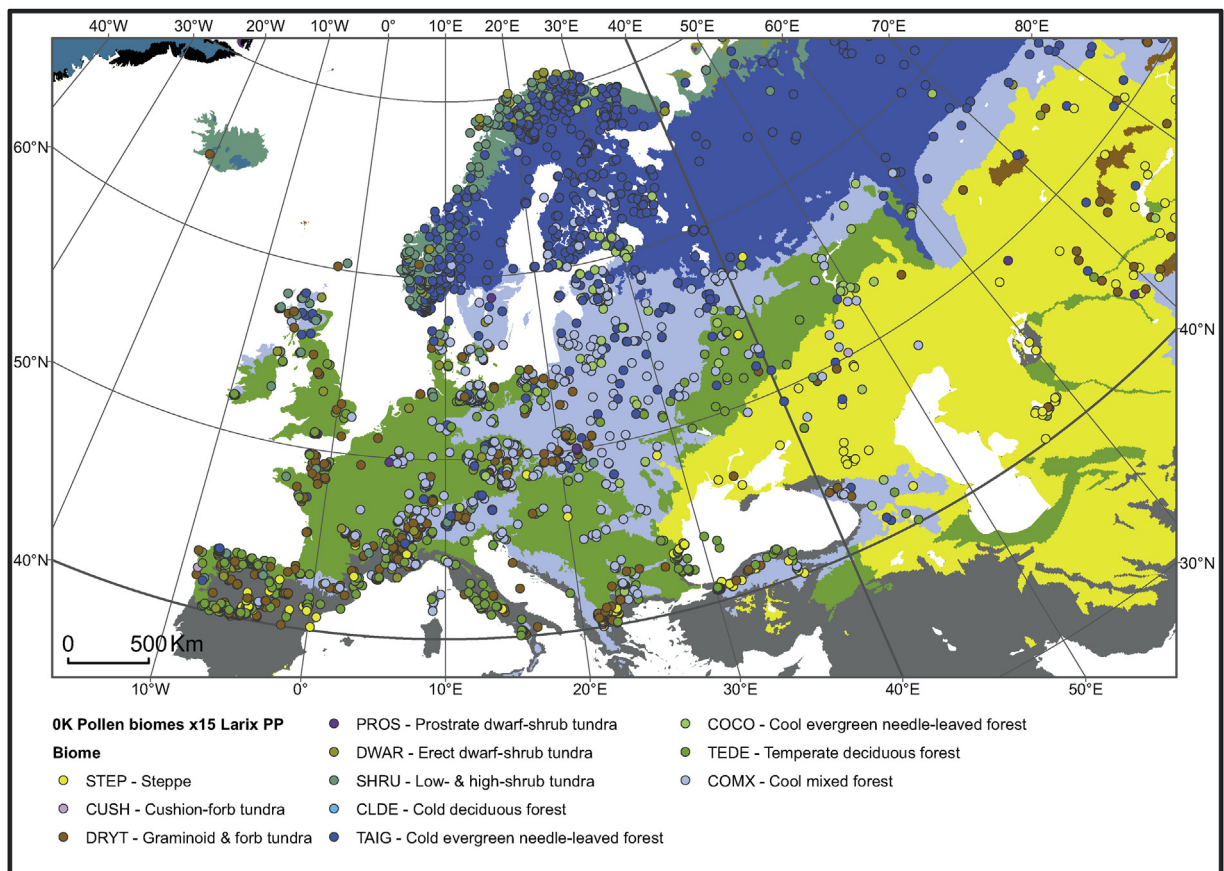 40°W 30°W 20°W 10°W 0° 10°E 20°E 30°E 40°E 50°E 60°E 70°E 80°E
60°N
50°N
40°N
40°N
30°N
0 500 Km
10°W 0° 10°E 20°E 30°E 40°E 50°E
0K Pollen biomes x15 Larix PP
Biome
STEP - Steppe
CUSH - Cushion-forb tundra
DRYT - Graminoid & forb tundra
PROS - Prostrate dwarf-shrub tundra
DWAR - Erect dwarf-shrub tundra
SHRU - Low- & high-shrub tundra
CLDE - Cold deciduous forest
TAIG - Cold evergreen needle-leaved forest
COCO - Cool evergreen needle-leaved forest
TEDE - Temperate deciduous forest
COMX - Cool mixed forest